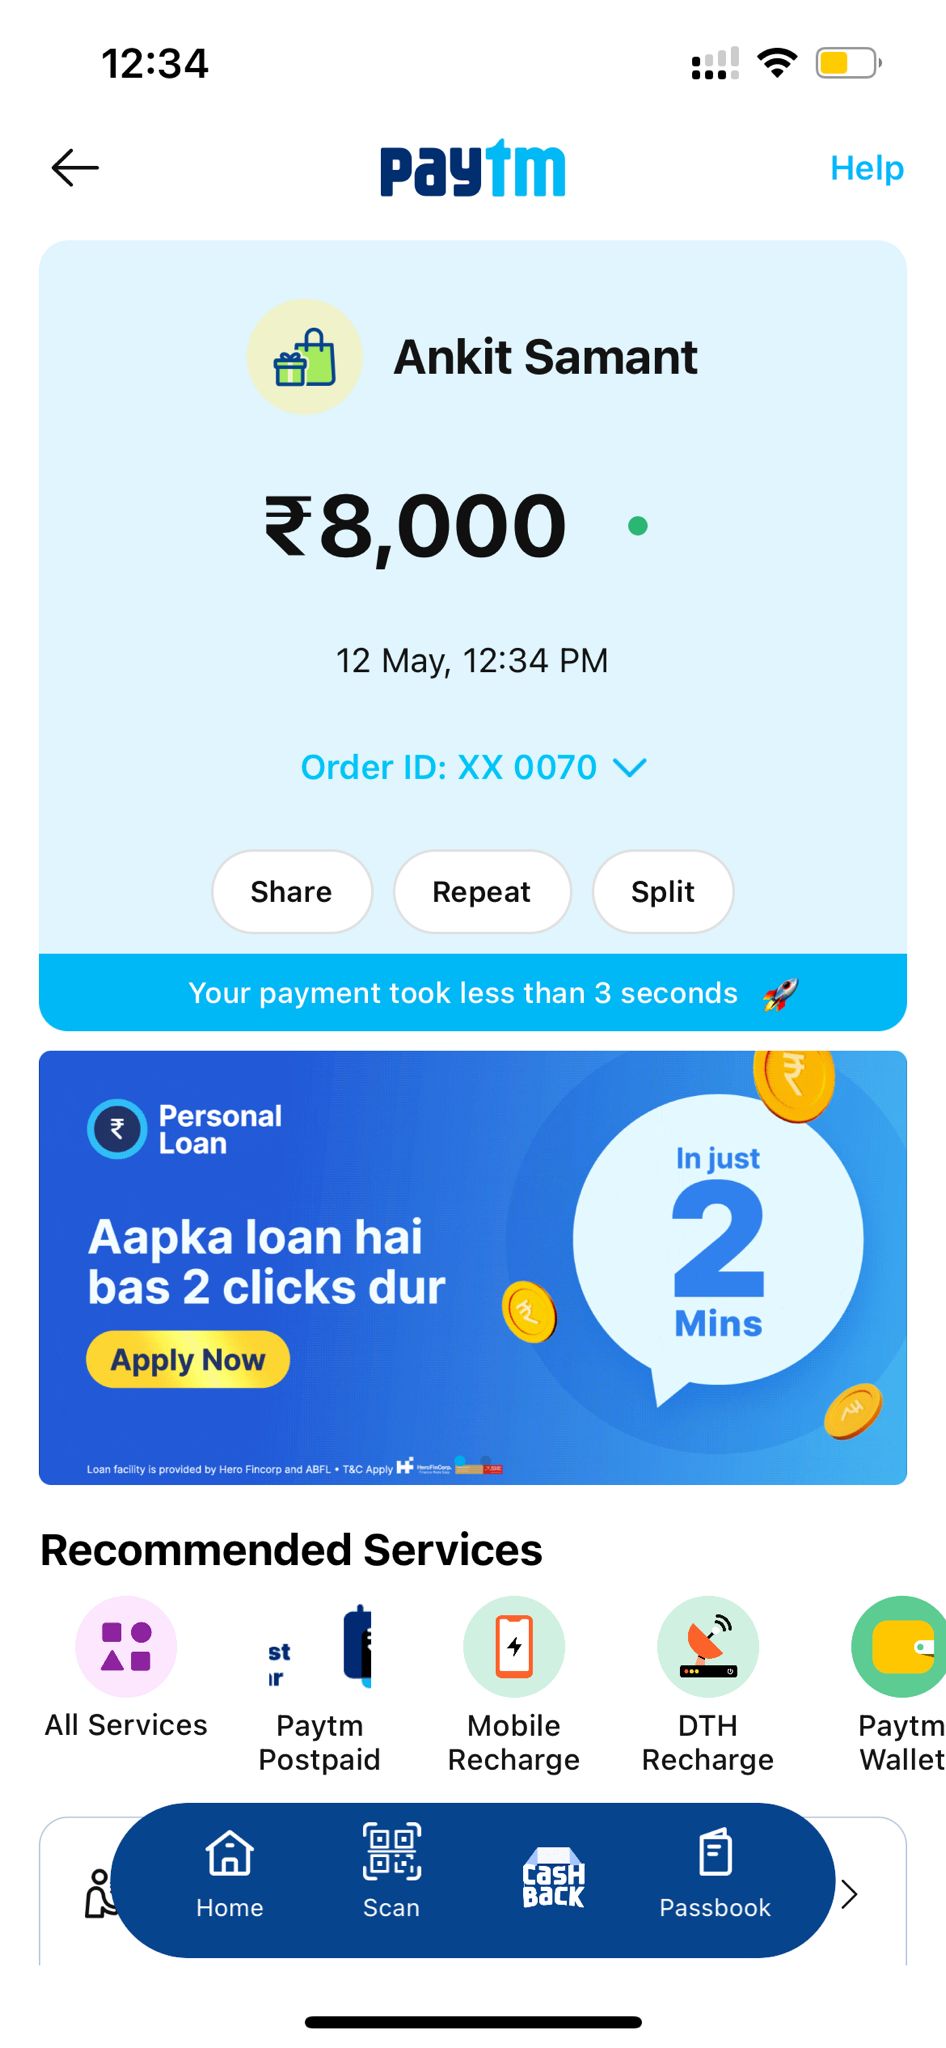 12:34
paytm
Help
Ankit Samant
₹8,000
12 May, 12:34 PM
Order ID: XX 0070
Share
Repeat
Split
Your payment took less than 3 seconds
₹
Personal
Loan
Aapka loan hai
bas 2 clicks dur
Apply Now
In just
2
Mins
Loan facility is provided by Hero Fincorp and ABFL • T&C Apply
HeroFinCorp.
Recommended Services
All Services
st
Paytm
Postpaid
Mobile
Recharge
DTH
Recharge
Paytm
Wallet
Home
Scan
CASH
BACK
Passbook